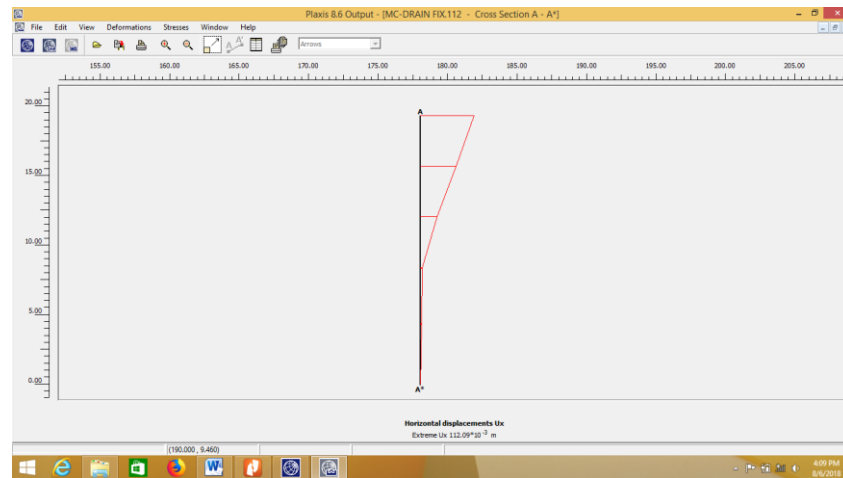 Plaxis 8.6 Output - [MC-DRAIN FIX.112 - Cross Section A - A*]
File Edit View Deformations Stresses Window Help
Arrows
155.00 160.00 165.00 170.00 175.00 180.00 185.00 190.00 195.00 200.00 205.00
20.00
A
15.00
10.00
5.00
0.00
A*
Horizontal displacements Ux
Extreme Ux 112.09*10-3 m
(190.000 , 9.460)
4:09 PM
8/6/2018